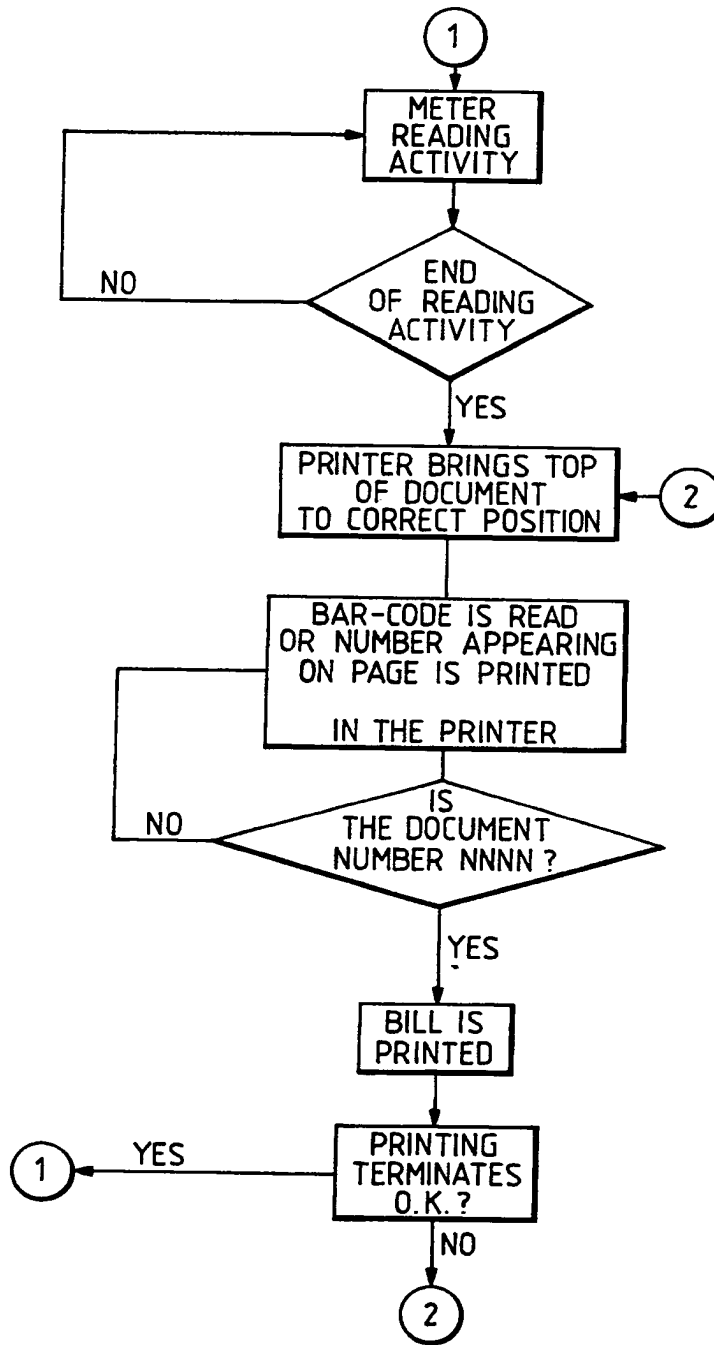 1
METER
READING
ACTIVITY
NO
END
OF READING
ACTIVITY
YES
PRINTER BRINGS TOP
OF DOCUMENT
TO CORRECT POSITION
2
BAR-CODE IS READ
OR NUMBER APPEARING
ON PAGE IS PRINTED
IN THE PRINTER
NO
IS
THE DOCUMENT
NUMBER NNNN ?
YES
BILL IS
PRINTED
1
YES
PRINTING
TERMINATES
O.K.?
NO
2